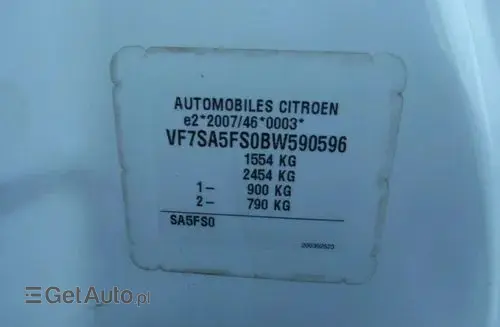 AUTOMOBILES CITROEN
e2*2007/46*0003*
VF7SA5FS0BW590596
1554 KG
2454 KG
1- 900 KG
2- 790 KG
SA5FS0
200302523
GetAuto.pl